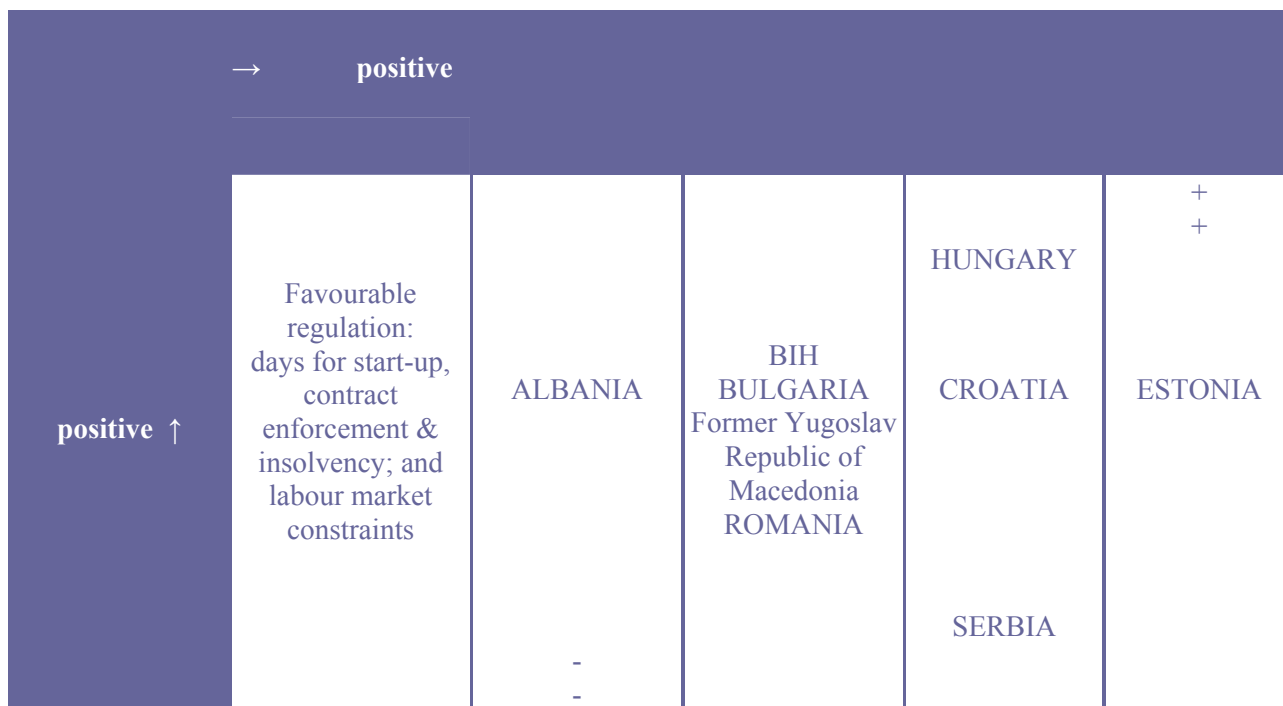 → positive
positive ↑
Favourable
regulation:
days for start-up,
contract
enforcement &
insolvency; and
labour market
constraints
ALBANIA
-
-
BIH
BULGARIA
Former Yugoslav
Republic of
Macedonia
ROMANIA
HUNGARY
CROATIA
SERBIA
+
+
ESTONIA